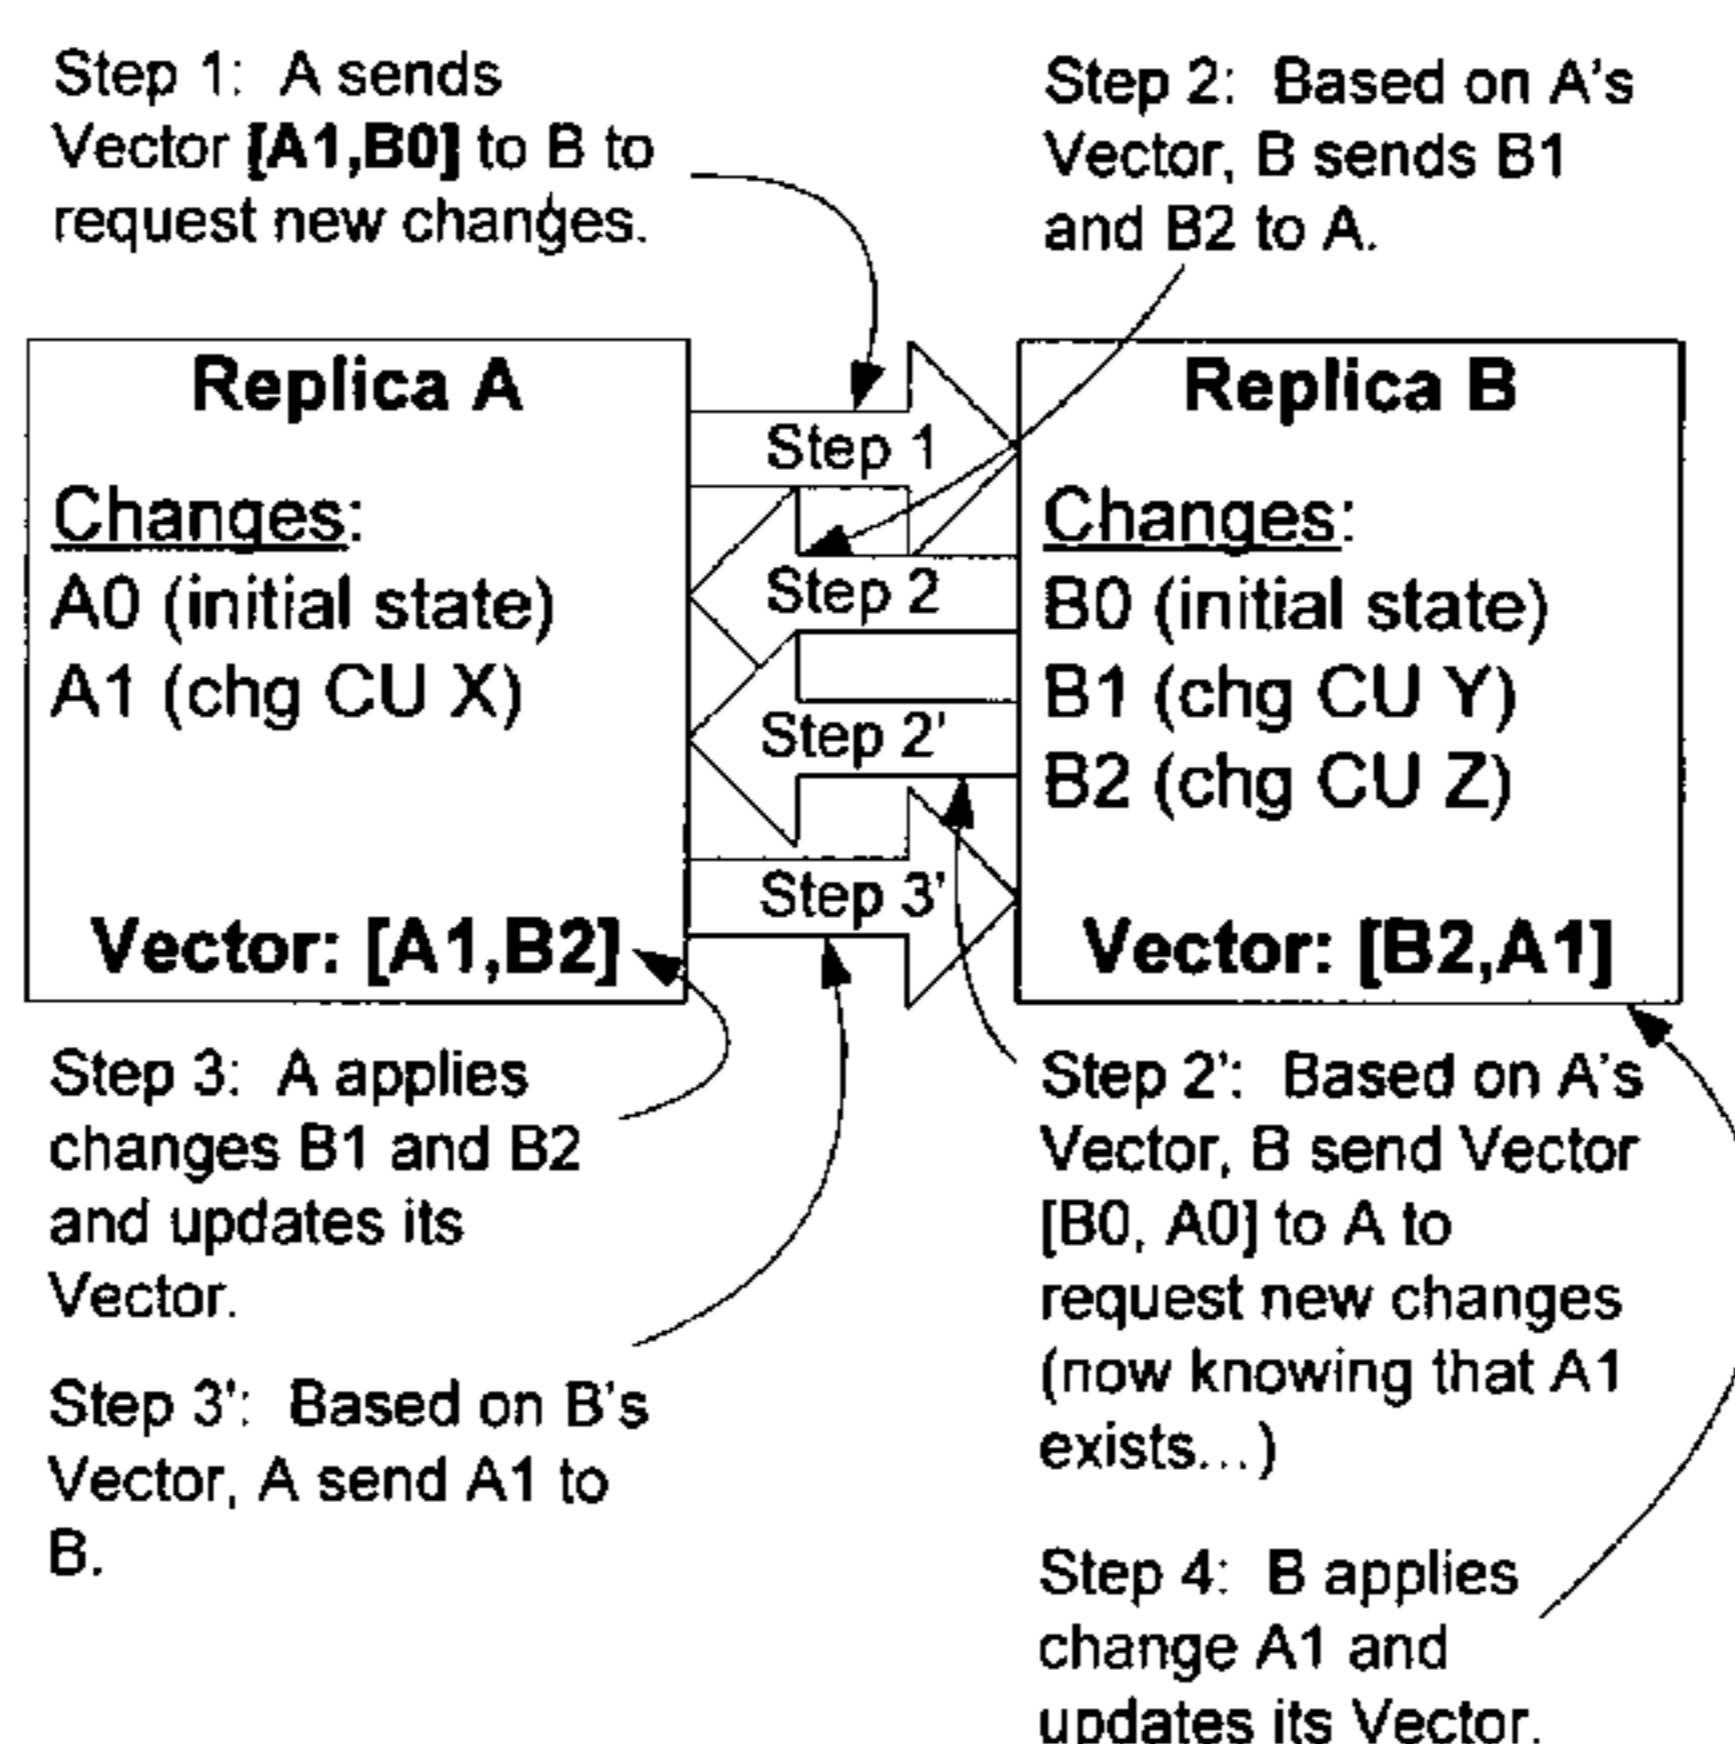 Step 1: A sends
Vector [A1,B0] to B to
request new changes.
Step 2: Based on A's
Vector, B sends B1
and B2 to A.
Replica A
Changes:
A0 (initial state)
A1 (chg CU X)
Vector: [A1,B2]
Step 1
Step 2
Step 2'
Step 3'
Replica B
Changes:
B0 (initial state)
B1 (chg CU Y)
B2 (chg CU Z)
Vector: [B2,A1]
Step 3: A applies
changes B1 and B2
and updates its
Vector.
Step 3': Based on B's
Vector, A send A1 to
B.
Step 2': Based on A's
Vector, B send Vector
[B0, A0] to A to
request new changes
(now knowing that A1
exists...)
Step 4: B applies
change A1 and
updates its Vector.